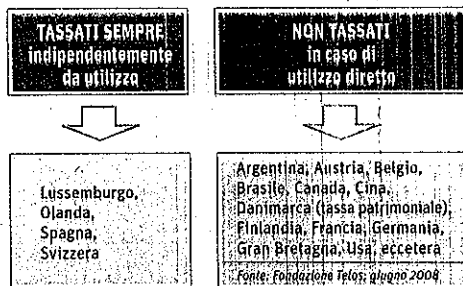 TASSATI SEMPRE
indipendentemente
da utilizzo
NON TASSATI
in caso di
utilizzo diretto
Lussemburgo,
Olanda,
Spagna,
Svizzera
Argentina, Austria, Belgio,
Brasile, Canada, Cina,
Danimarca (tassa patrimoniale),
Finlandia, Francia, Germania,
Gran Bretagna, Usa, eccetera
Fonte: Fondazione Telos, giugno 2008